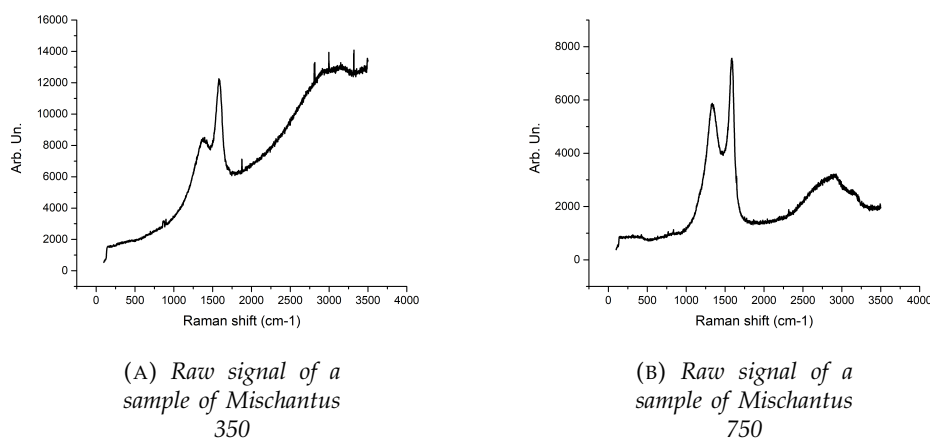 16000
14000
12000
10000
8000
6000
4000
2000
0
Arb. Un.
0 500 1000 1500 2000 2500 3000 3500 4000
Raman shift (cm-1)
(A) Raw signal of a
sample of Mischantus
350
8000
6000
4000
2000
0
Arb. Un.
0 500 1000 1500 2000 2500 3000 3500 4000
Raman shift (cm-1)
(B) Raw signal of a
sample of Mischantus
750